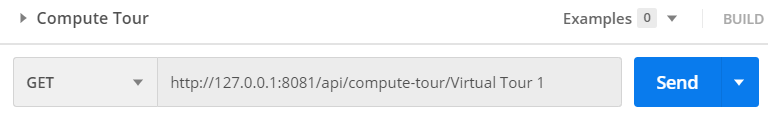 Compute Tour Examples 0 BUILD
GET http://127.0.0.1:8081/api/compute-tour/Virtual Tour 1 Send